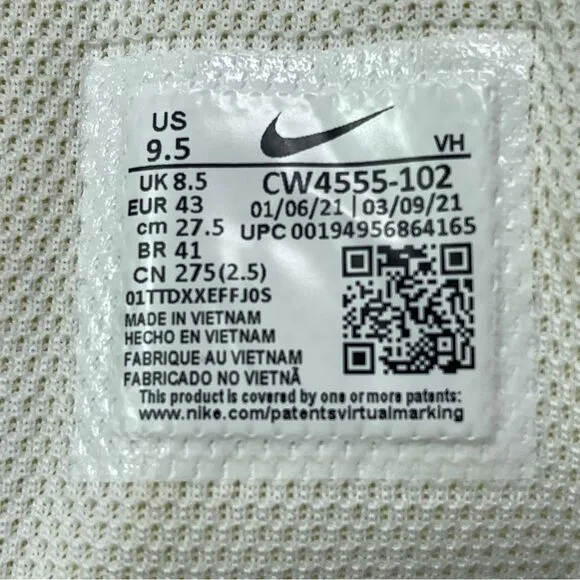 US
9.5
VH
UK 8.5
CW4555-102
EUR 43
01/06/21 | 03/09/21
cm 27.5
UPC 00194956864165
BR 41
CN 275(2.5)
01TTDXXEFFJ0S
MADE IN VIETNAM
HECHO EN VIETNAM
FABRIQUE AU VIETNAM
FABRICADO NO VIETNÃ
This product is covered by one or more patents:
www.nike.com/patentsvirtualmarking